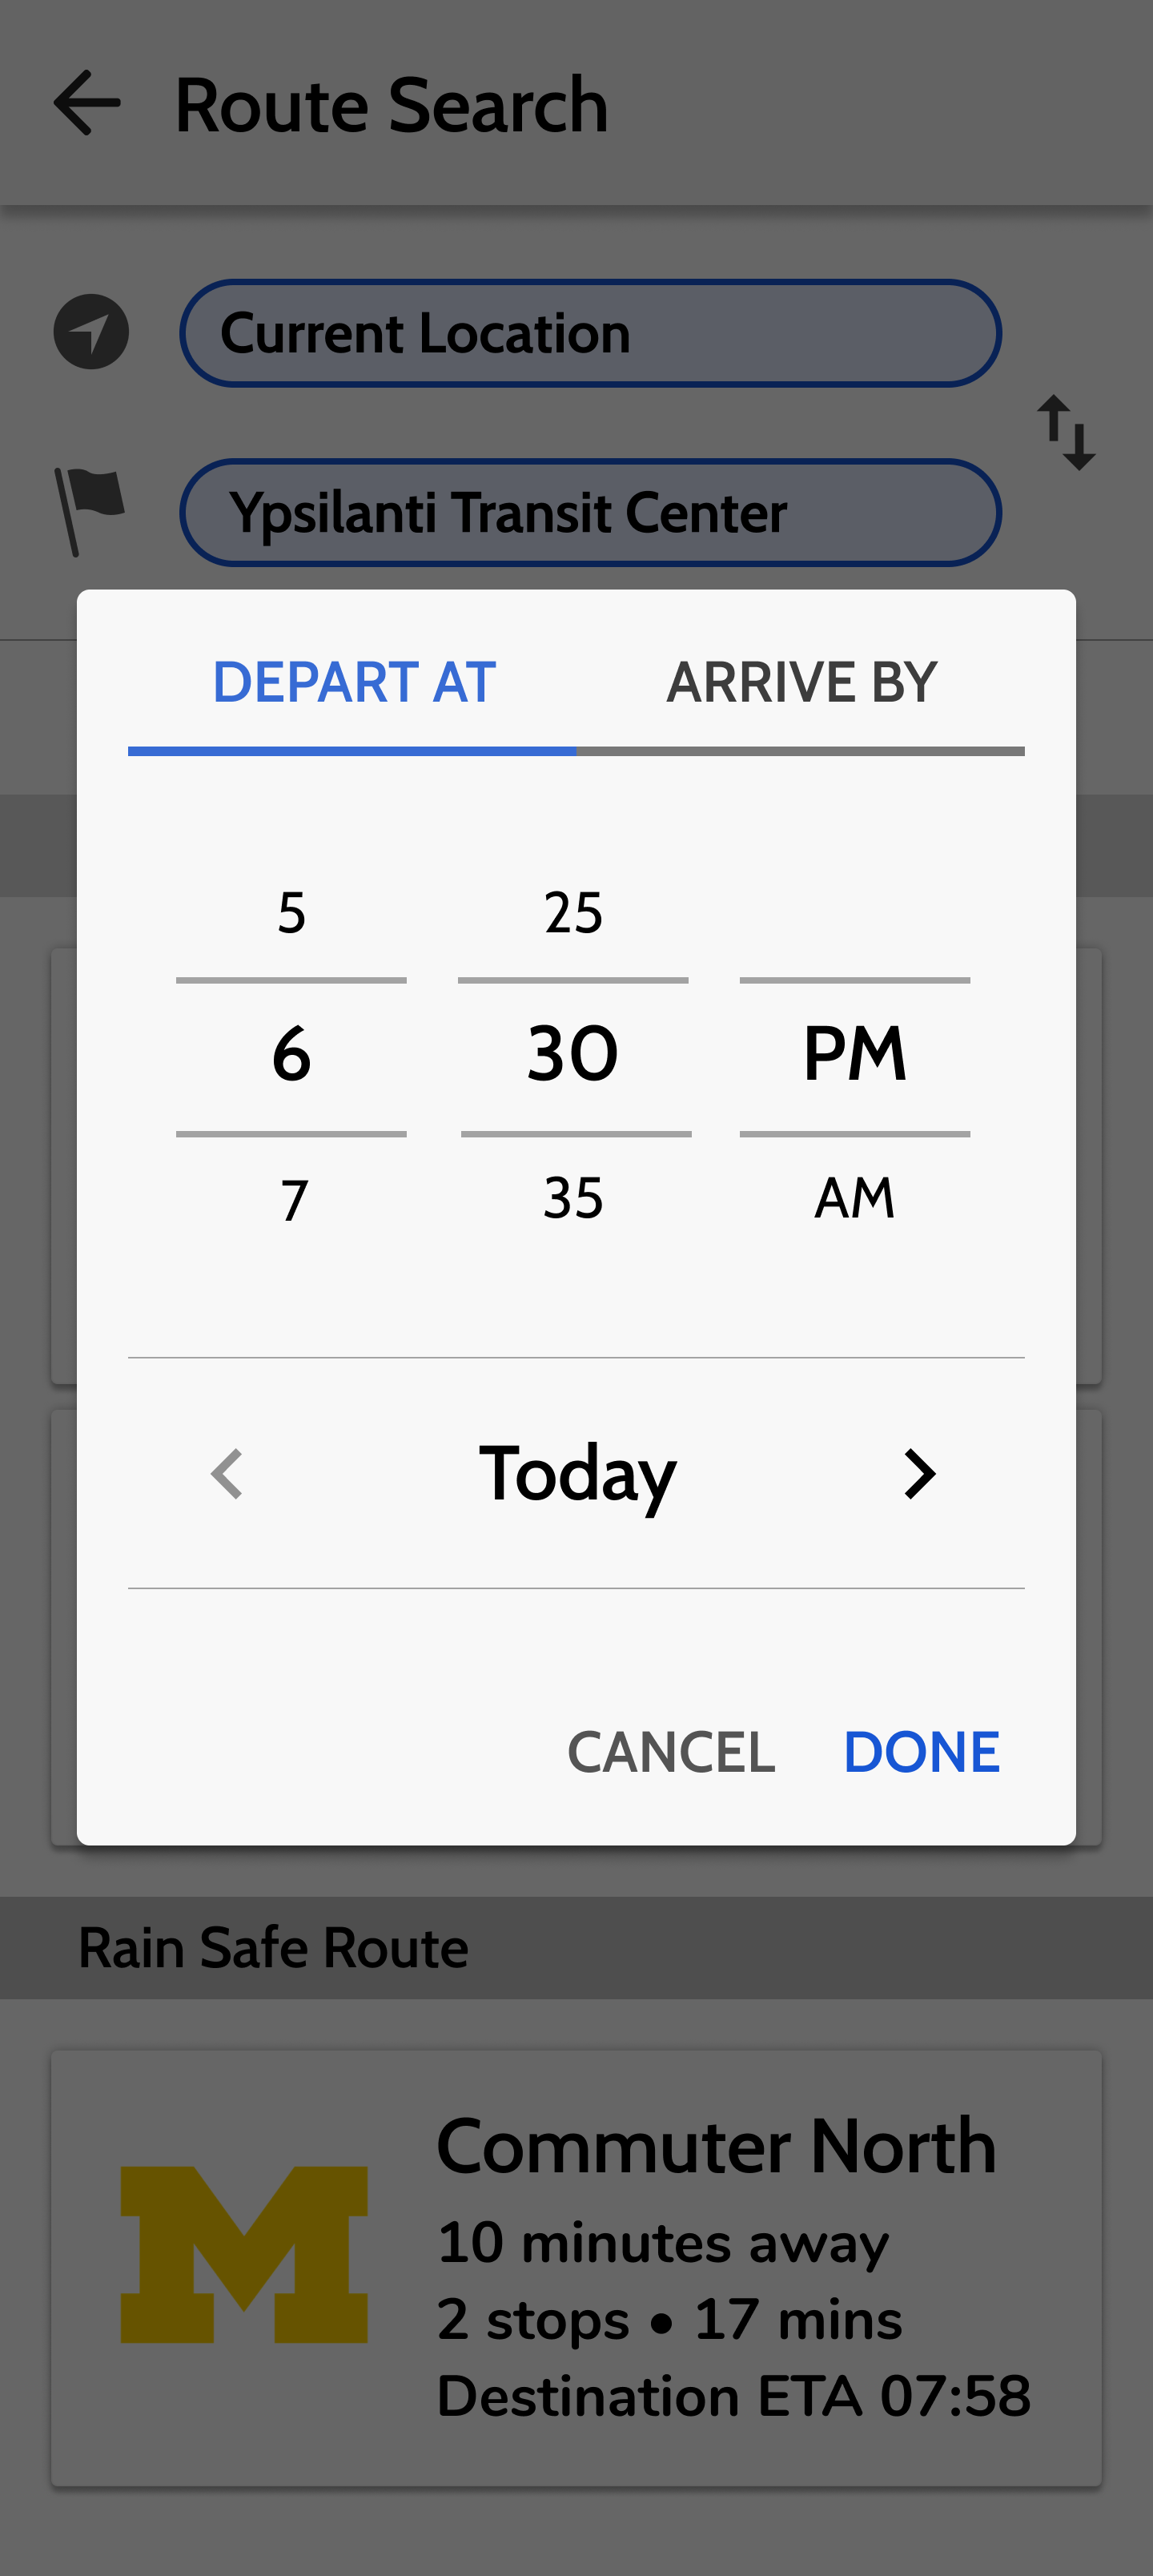 Route Search
Current Location
Ypsilanti Transit Center
DEPART AT ARRIVE BY
5 25
6 30 PM
7 35 AM
Today
CANCEL DONE
Rain Safe Route
M
Commuter North
10 minutes away
2 stops • 17 mins
Destination ETA 07:58